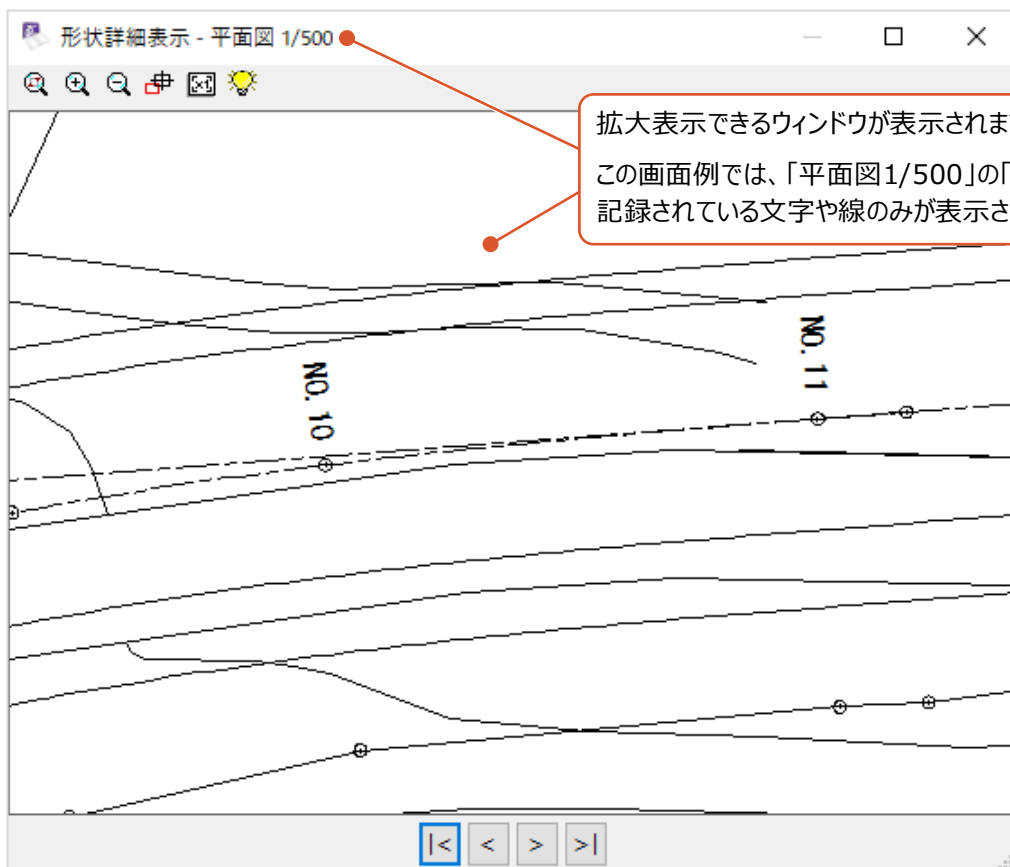 形状詳細表示 - 平面図 1/500
拡大表示できるウィンドウが表示されま
この画面例では、「平面図1/500」の「
記録されている文字や線のみが表示さ
NO. 11
NO. 10
|< < > >|